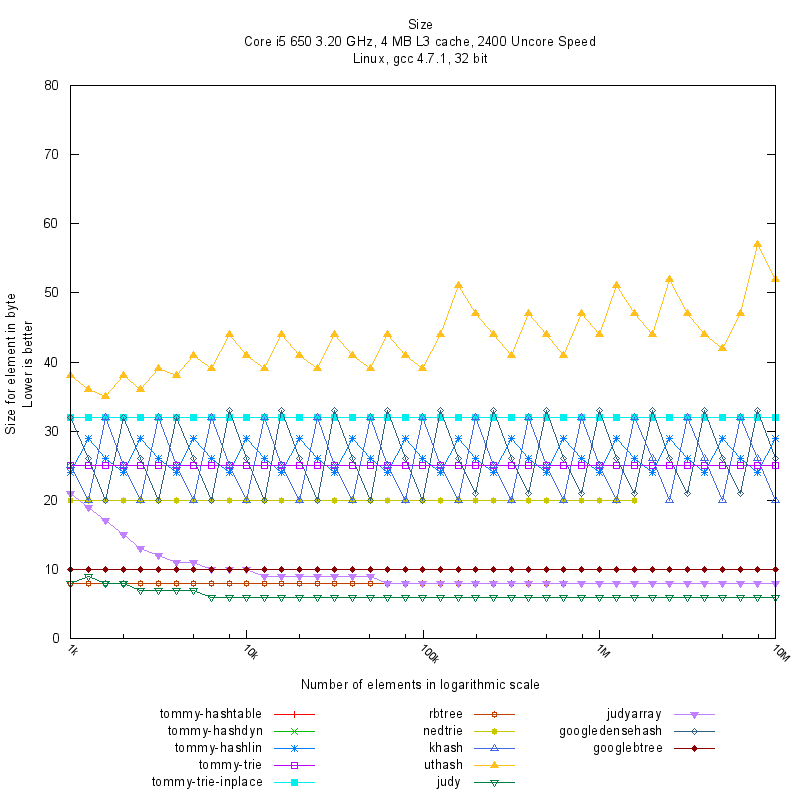 Size
Core i5 650 3.20 GHz, 4 MB L3 cache, 2400 Uncore Speed
Linux, gcc 4.7.1, 32 bit
80
70
60
50
40
30
20
10
0
Size for element in byte
Lower is better
1k
10k
100k
1M
10M
Number of elements in logarithmic scale
tommy-hashtable
tommy-hashdyn
tommy-hashlin
tommy-trie
tommy-trie-inplace
rbtree
nedtrie
khash
uthash
judy
judyarray
googledensehash
googlebtree